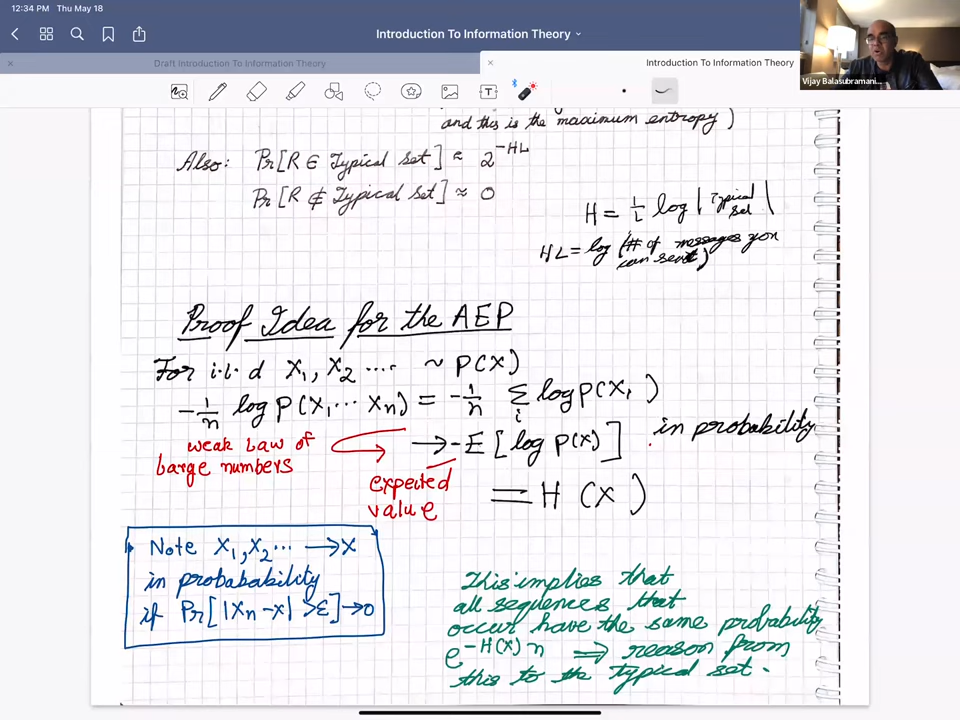 12:34 PM Thu May 18
Introduction To Information Theory
Draft Introduction To Information Theory
Introduction To Information Theory
Vijay Balasubramani...
and this is the maximum entropy)
Also: Pr[R ∈ Typical set] ≈ 2^-HL
Pr[R ∉ Typical set] ≈ 0
H = 1/L log | Typical set |
HL = log (# of messages you
can send)
Proof Idea for the AEP
For i.i.d X₁, X₂ .... ~ P(X)
-1/n log P(X₁ ... Xn) = -1/n Σᵢ log P(Xᵢ)
weak Law of
large numbers
→ -E [log P(X)] in probability
expected
value
= H (X)
Note X₁, X₂ ... → X
in probabability
if Pr[|Xn - x| > ε] → 0
This implies that
all sequences that
occur have the same probability
e^-H(X)n ⇒ reason from
this to the typical set.